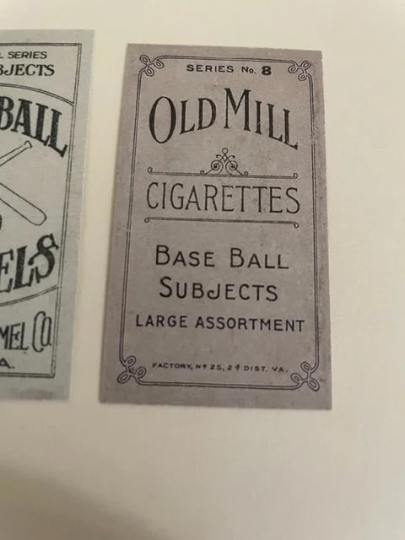 SERIES
BJECTS
BALL
ELS
MEL CO.
A.
SERIES No. 8
OLD MILL
CIGARETTES
BASE BALL
SUBJECTS
LARGE ASSORTMENT
FACTORY, Nº 25, 2d DIST. VA.